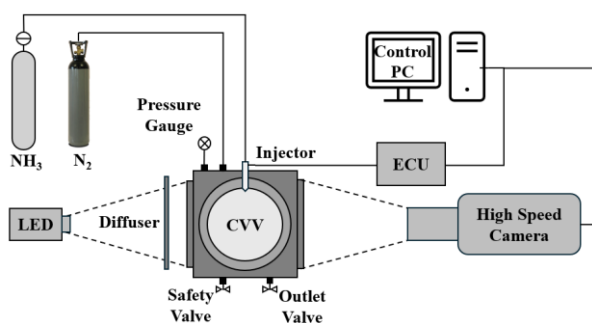 Control
PC
Pressure
Gauge
NH₃
N₂
Injector
ECU
LED
Diffuser
CVV
High Speed
Camera
Safety
Valve
Outlet
Valve